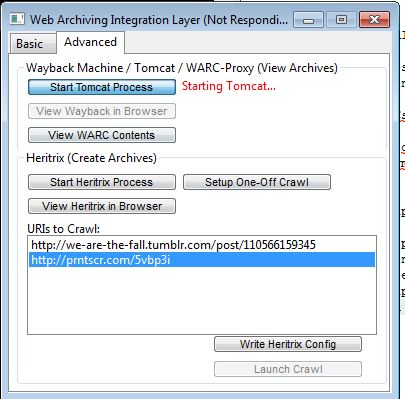 Web Archiving Integration Layer (Not Respondi...
Basic
Advanced
Wayback Machine / Tomcat / WARC-Proxy (View Archives)
Start Tomcat Process
Starting Tomcat...
View Wayback in Browser
View WARC Contents
Heritrix (Create Archives)
Start Heritrix Process
Setup One-Off Crawl
View Heritrix in Browser
URIs to Crawl:
http://we-are-the-fall.tumblr.com/post/110566159345
http://prntscr.com/5vbp3i
Write Heritrix Config
Launch Crawl